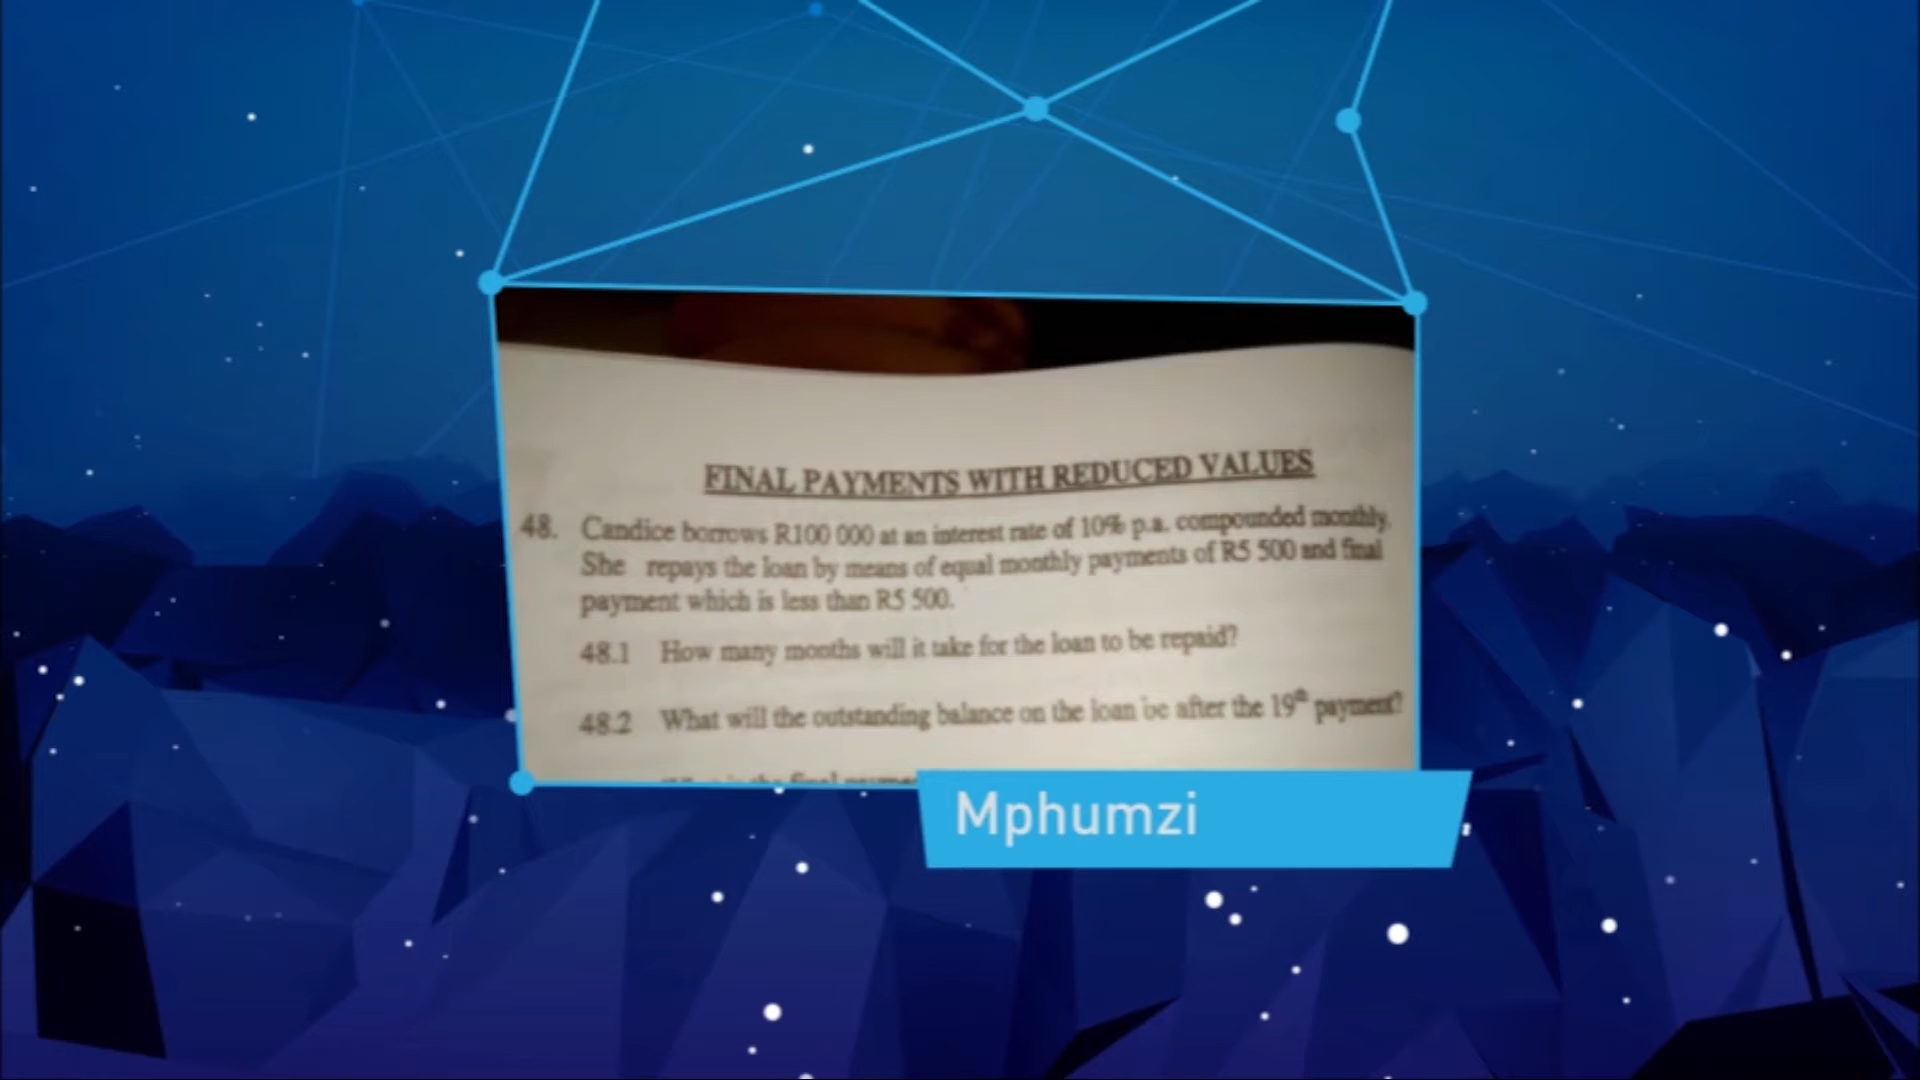 FINAL PAYMENTS WITH REDUCED VALUES
48. Candice borrows R100 000 at an interest rate of 10% p.a. compounded monthly.
She repays the loan by means of equal monthly payments of R5 500 and final
payment which is less than R5 500.
48.1 How many months will it take for the loan to be repaid?
48.2 What will the outstanding balance on the loan be after the 19th payment?
the final
Mphumzi